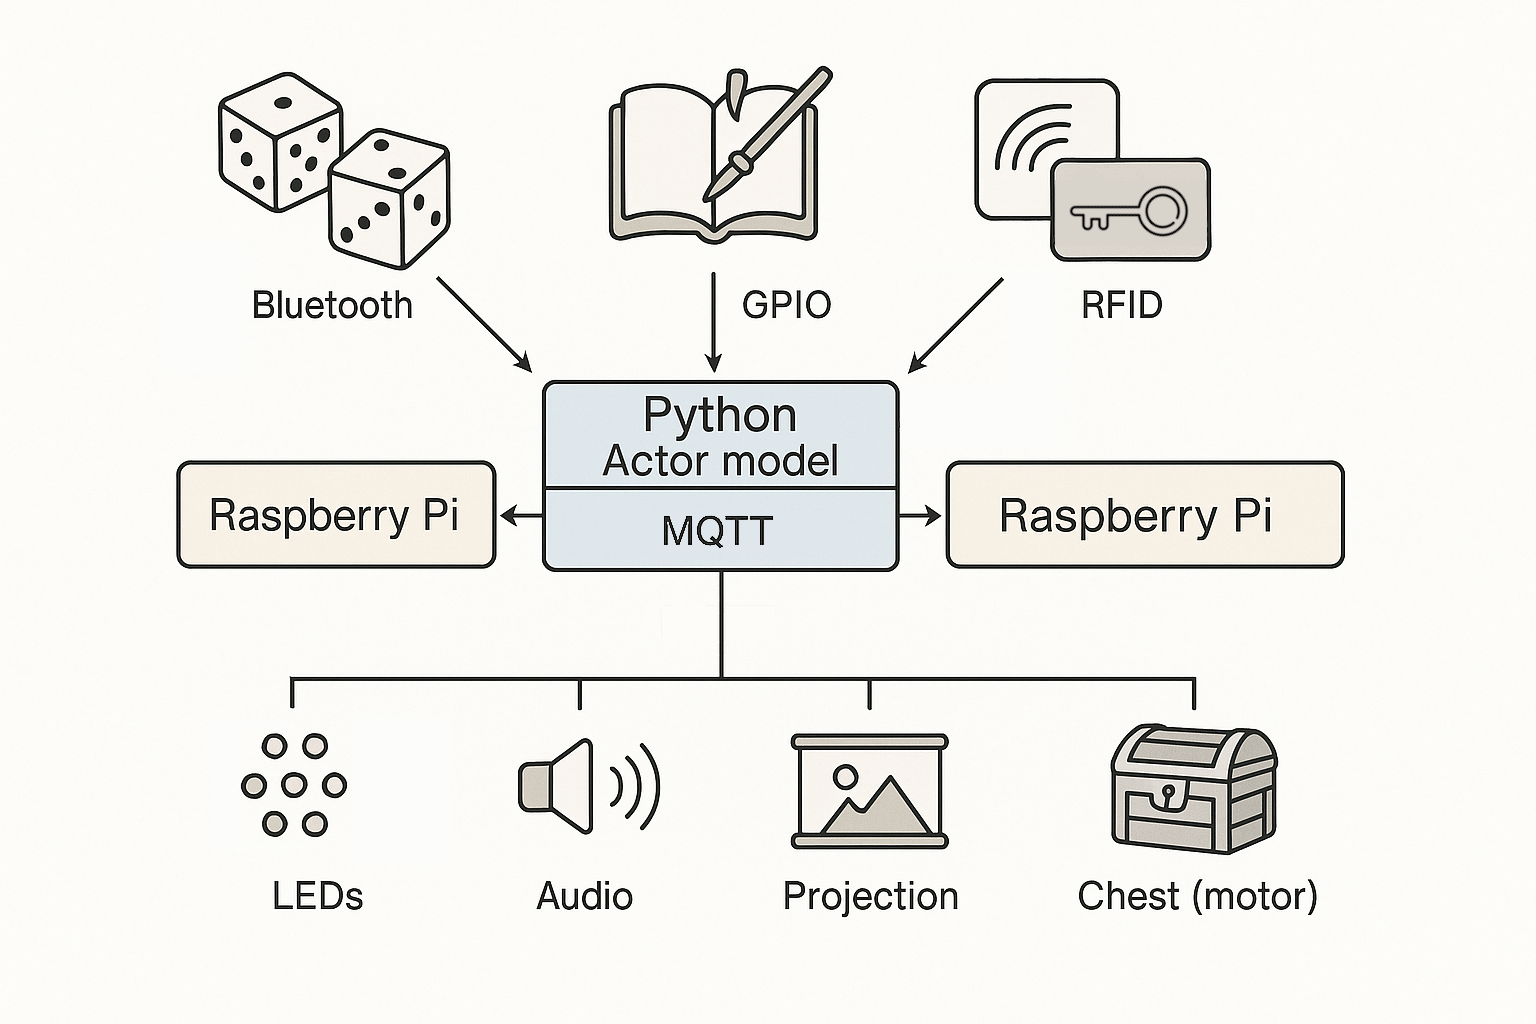 Bluetooth
GPIO
RFID
Python
Actor model
MQTT
Raspberry Pi
Raspberry Pi
LEDs
Audio
Projection
Chest (motor)